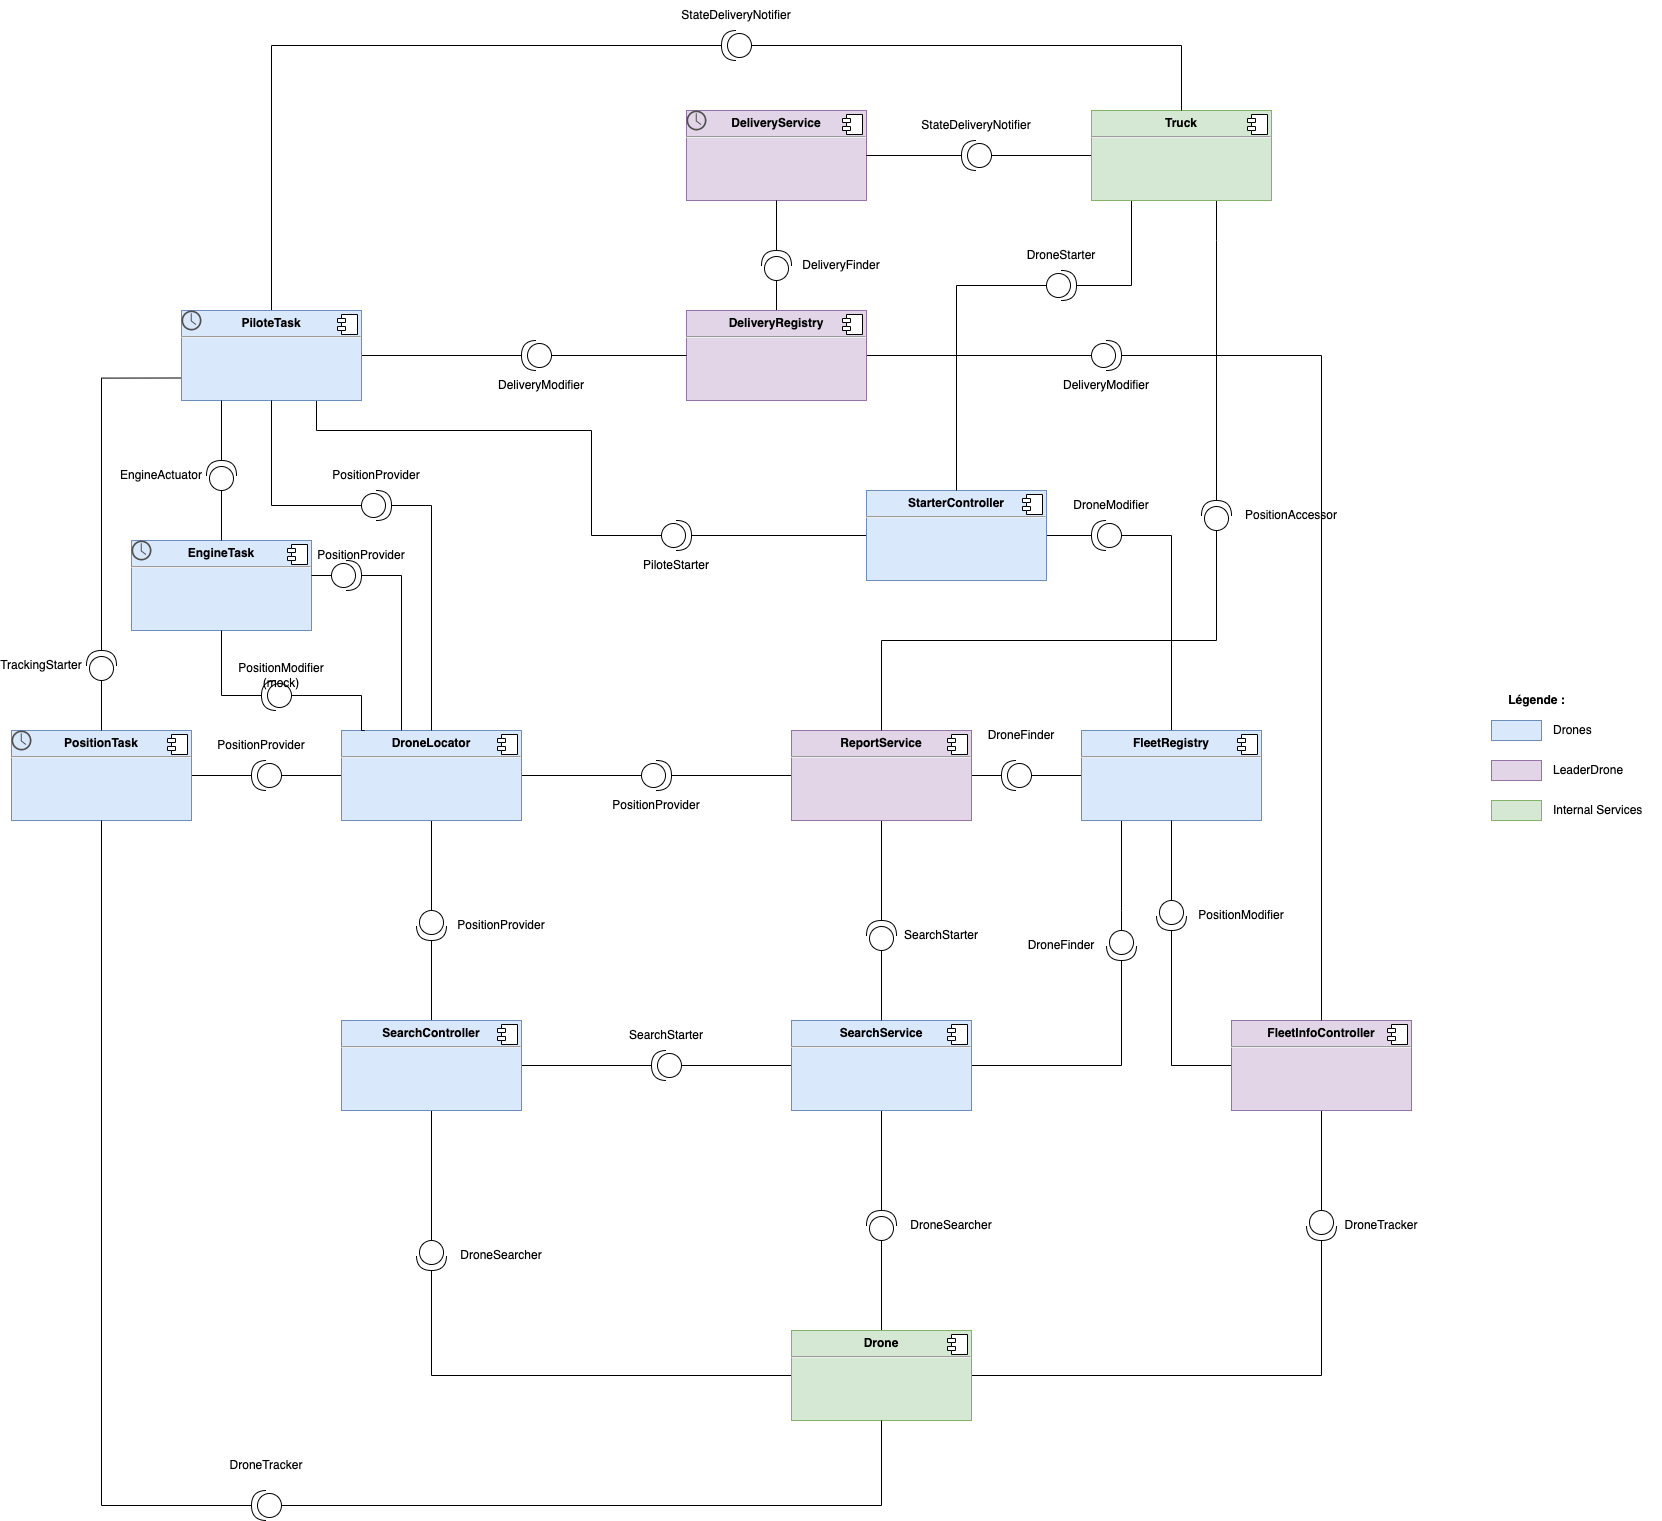 StateDeliveryNotifier
DeliveryService
StateDeliveryNotifier
Truck
DroneStarter
DeliveryFinder
PiloteTask
DeliveryRegistry
DeliveryModifier
DeliveryModifier
EngineActuator
PositionProvider
StarterController
DroneModifier
PositionAccessor
EngineTask
PositionProvider
PiloteStarter
TrackingStarter
PositionModifier
(mock)
Légende :
Drones
LeaderDrone
Internal Services
PositionTask
PositionProvider
DroneLocator
PositionProvider
ReportService
DroneFinder
FleetRegistry
PositionProvider
SearchStarter
DroneFinder
PositionModifier
SearchController
SearchStarter
SearchService
FleetInfoController
DroneSearcher
DroneSearcher
DroneTracker
Drone
DroneTracker